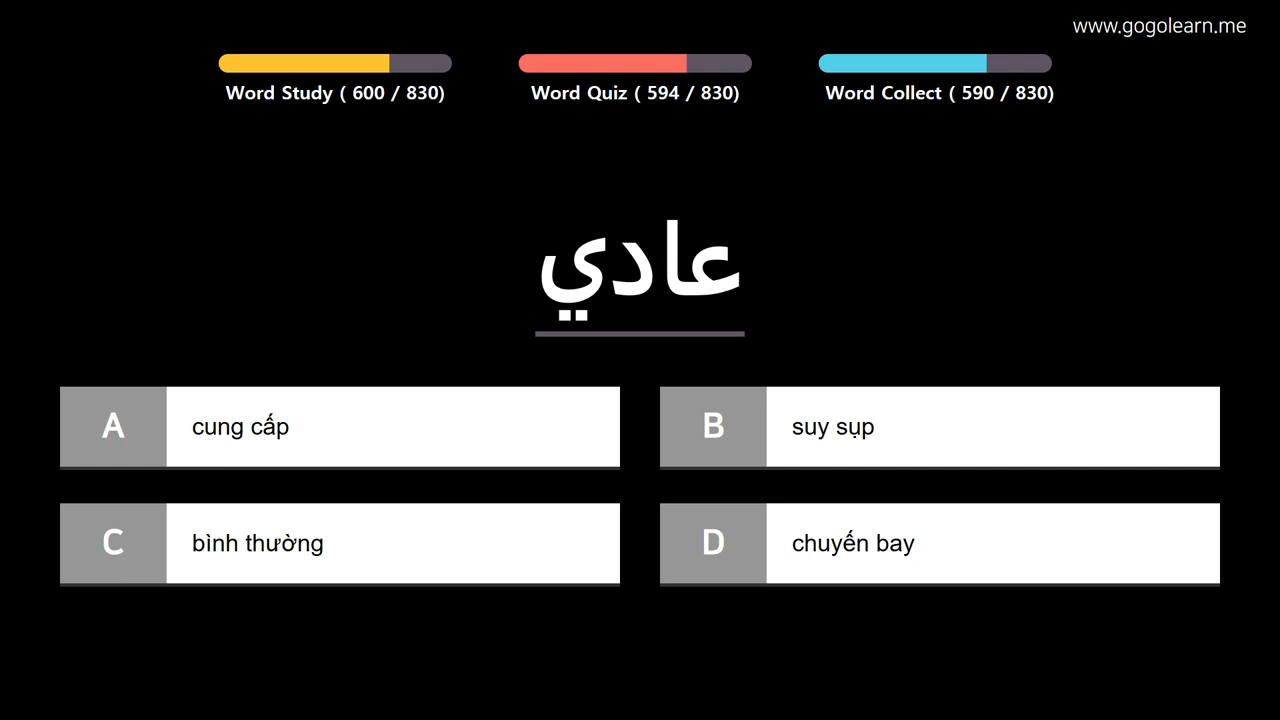 www.gogolearn.me
Word Study ( 600 / 830)
Word Quiz ( 594 / 830)
Word Collect ( 590 / 830)
عادي
A cung cấp
B suy sụp
C bình thường
D chuyến bay